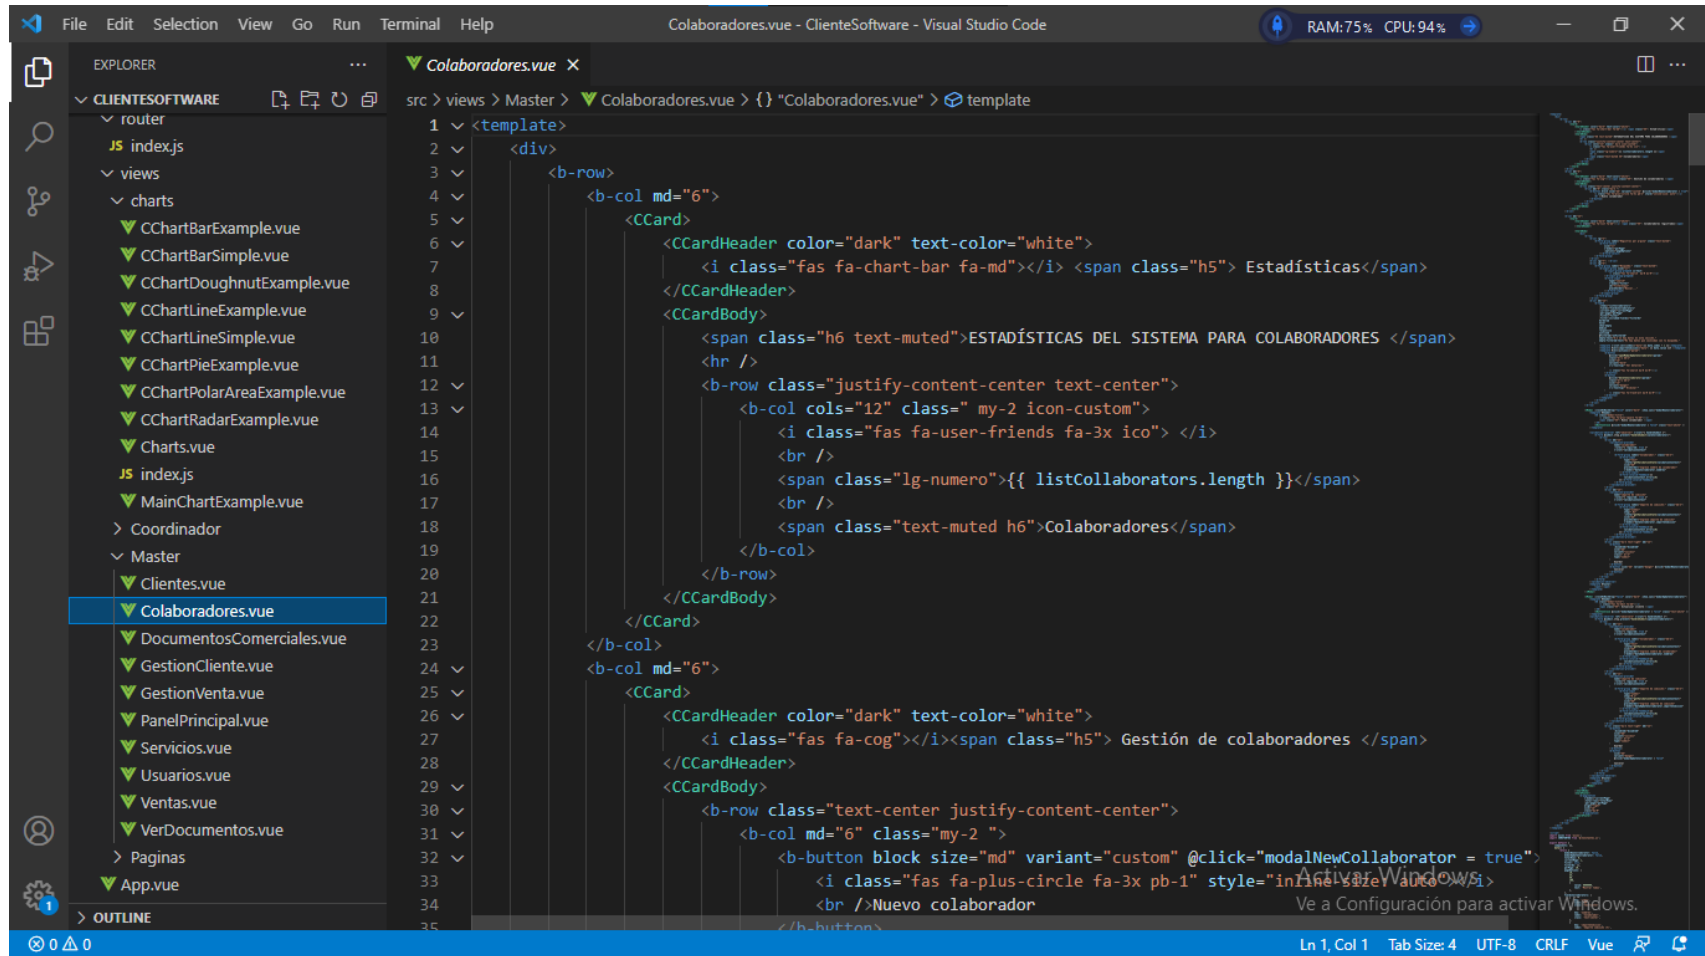 File Edit Selection View Go Run Terminal Help
Colaboradores.vue - ClienteSoftware - Visual Studio Code
RAM:75% CPU:94%
EXPLORER
CLIENTESOFTWARE
router
JS index.js
views
charts
CChartBarExample.vue
CChartBarSimple.vue
CChartDoughnutExample.vue
CChartLineExample.vue
CChartLineSimple.vue
CChartPieExample.vue
CChartPolarAreaExample.vue
CChartRadarExample.vue
Charts.vue
JS index.js
MainChartExample.vue
Coordinador
Master
Clientes.vue
Colaboradores.vue
DocumentosComerciales.vue
GestionCliente.vue
GestionVenta.vue
PanelPrincipal.vue
Servicios.vue
Usuarios.vue
Ventas.vue
VerDocumentos.vue
Paginas
App.vue
OUTLINE
1
Colaboradores.vue
src > views > Master > Colaboradores.vue > {} "Colaboradores.vue" > template
1 <template>
2 <div>
3 <b-row>
4 <b-col md="6">
5 <CCard>
6 <CCardHeader color="dark" text-color="white">
7 <i class="fas fa-chart-bar fa-md"></i> <span class="h5"> Estadísticas</span>
8 </CCardHeader>
9 <CCardBody>
10 <span class="h6 text-muted">ESTADÍSTICAS DEL SISTEMA PARA COLABORADORES </span>
11 <hr />
12 <b-row class="justify-content-center text-center">
13 <b-col cols="12" class=" my-2 icon-custom">
14 <i class="fas fa-user-friends fa-3x ico"> </i>
15 <br />
16 <span class="lg-numero">{{ listCollaborators.length }}</span>
17 <br />
18 <span class="text-muted h6">Colaboradores</span>
19 </b-col>
20 </b-row>
21 </CCardBody>
22 </CCard>
23 </b-col>
24 <b-col md="6">
25 <CCard>
26 <CCardHeader color="dark" text-color="white">
27 <i class="fas fa-cog"></i><span class="h5"> Gestión de colaboradores </span>
28 </CCardHeader>
29 <CCardBody>
30 <b-row class="text-center justify-content-center">
31 <b-col md="6" class="my-2 ">
32 <b-button block size="md" variant="custom" @click="modalNewCollaborator = true">
33 <i class="fas fa-plus-circle fa-3x pb-1" style="inline-size: auto"></i>
34 <br />Nuevo colaborador
35 </b-button>
Activar Windows
Ve a Configuración para activar Windows.
0 0
Ln 1, Col 1 Tab Size: 4 UTF-8 CRLF Vue